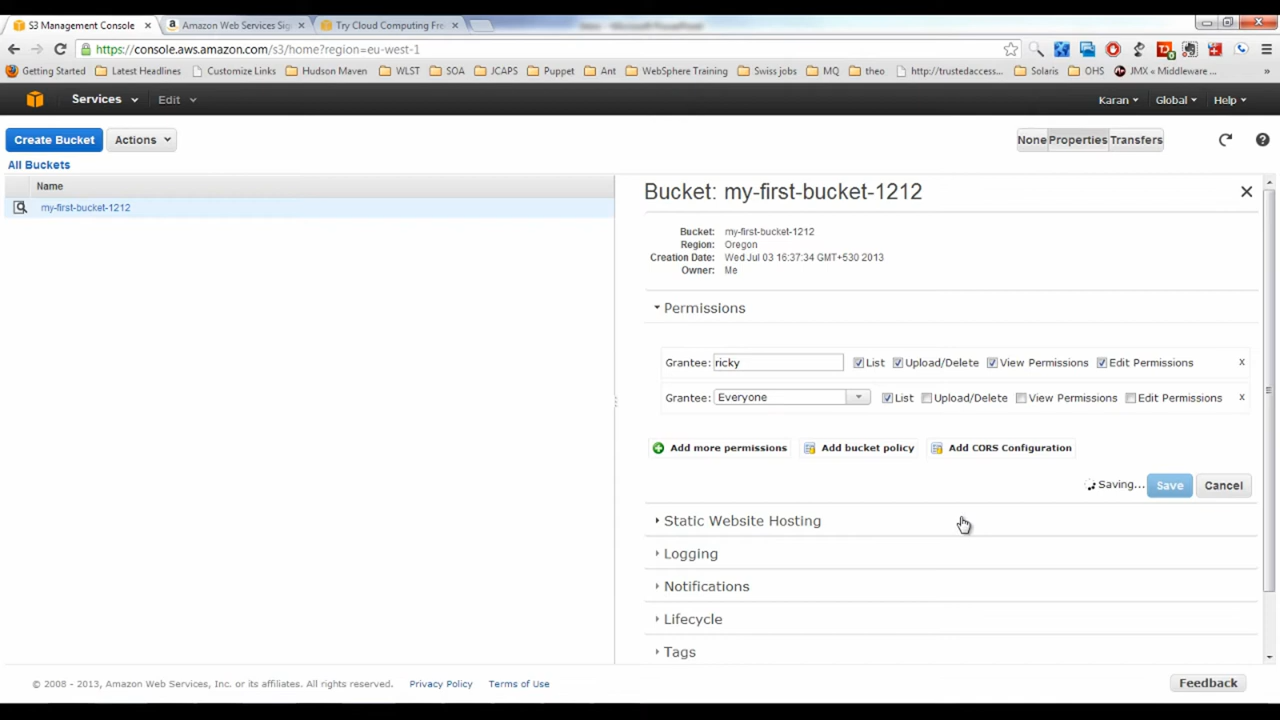 S3 Management Console
Amazon Web Services Sig
Try Cloud Computing Fre
Demo - Microsoft PowerPoint
https://console.aws.amazon.com/s3/home?region=eu-west-1
Getting Started Latest Headlines Customize Links Hudson Maven WLST SOA JCAPS Puppet Ant WebSphere Training Swiss jobs MQ theo http://trustedaccess... Solaris OHS JMX « Middleware ... »
Services Edit Karan Global Help
Create Bucket Actions None Properties Transfers
All Buckets
Name
my-first-bucket-1212
Bucket: my-first-bucket-1212
Bucket: my-first-bucket-1212
Region: Oregon
Creation Date: Wed Jul 03 16:37:34 GMT+530 2013
Owner: Me
Permissions
Grantee: ricky List Upload/Delete View Permissions Edit Permissions x
Grantee: Everyone List Upload/Delete View Permissions Edit Permissions x
Add more permissions Add bucket policy Add CORS Configuration
Saving... Save Cancel
Static Website Hosting
Logging
Notifications
Lifecycle
Tags
© 2008 - 2013, Amazon Web Services, Inc. or its affiliates. All rights reserved. Privacy Policy Terms of Use Feedback